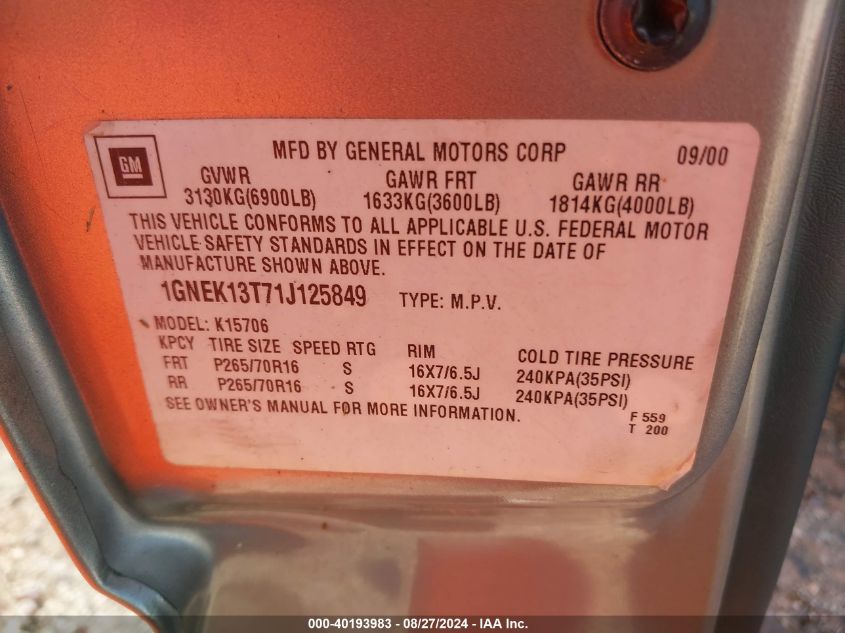 GM
MFD BY GENERAL MOTORS CORP 09/00
GVWR GAWR FRT GAWR RR
3130KG(6900LB) 1633KG(3600LB) 1814KG(4000LB)
THIS VEHICLE CONFORMS TO ALL APPLICABLE U.S. FEDERAL MOTOR
VEHICLE SAFETY STANDARDS IN EFFECT ON THE DATE OF
MANUFACTURE SHOWN ABOVE.
1GNEK13T71J125849 TYPE: M.P.V.
MODEL: K15706
KPCY TIRE SIZE SPEED RTG RIM COLD TIRE PRESSURE
FRT P265/70R16 S 16X7/6.5J 240KPA(35PSI)
RR P265/70R16 S 16X7/6.5J 240KPA(35PSI)
SEE OWNER'S MANUAL FOR MORE INFORMATION.
F 559
T 200
000-40193983 / 08/27/2024 - IAA Inc.